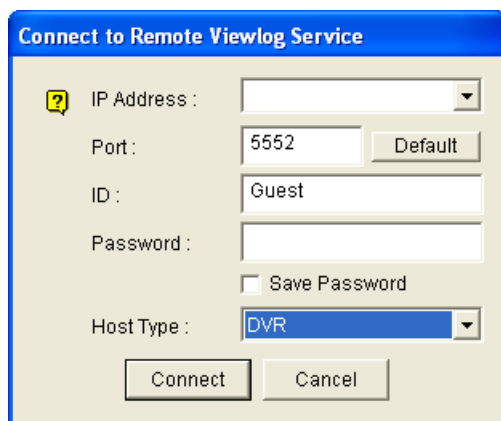 Connect to Remote Viewlog Service
IP Address :
Port : 5552 Default
ID : Guest
Password :
Save Password
Host Type : DVR
Connect Cancel